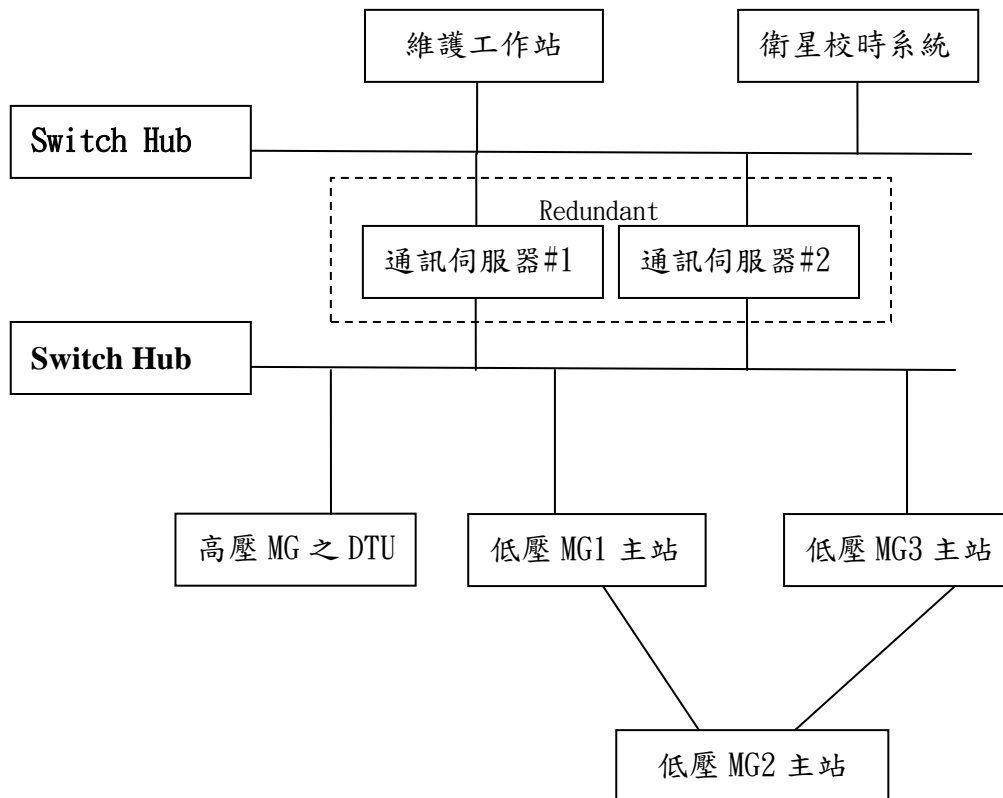 維護工作站
衛星校時系統
Switch Hub
Redundant
通訊伺服器#1
通訊伺服器#2
Switch Hub
高壓 MG 之 DTU
低壓 MG1 主站
低壓 MG3 主站
低壓 MG2 主站